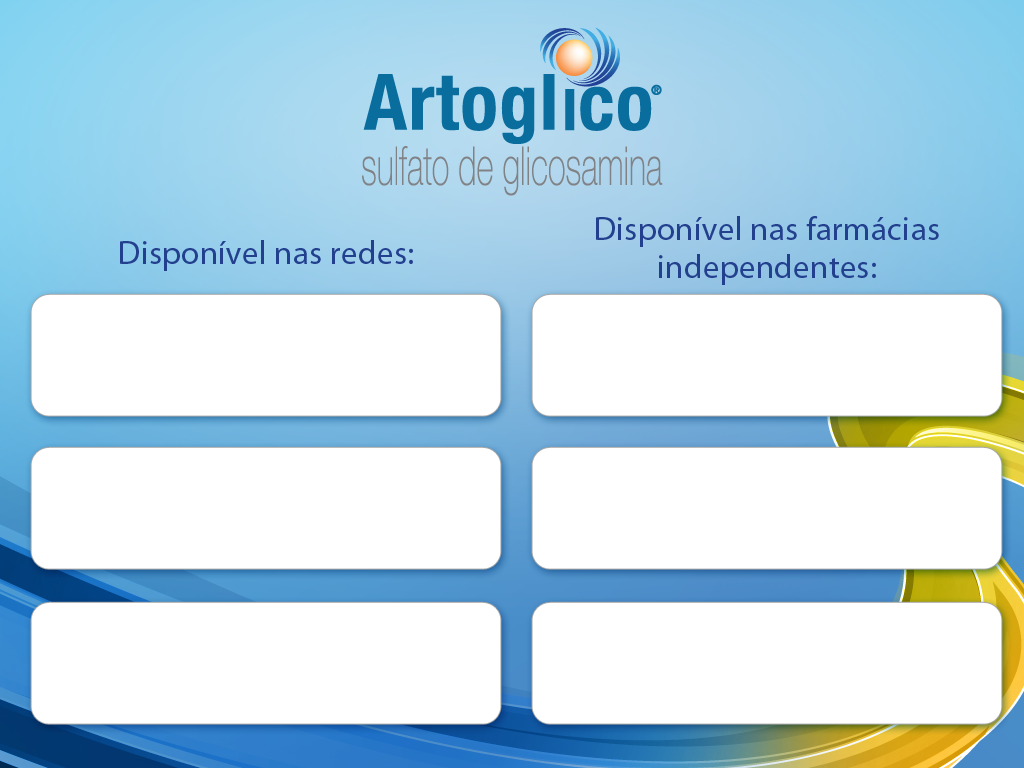 Artoglico®
sulfato de glicosamina
Disponível nas redes:
Disponível nas farmácias
independentes: